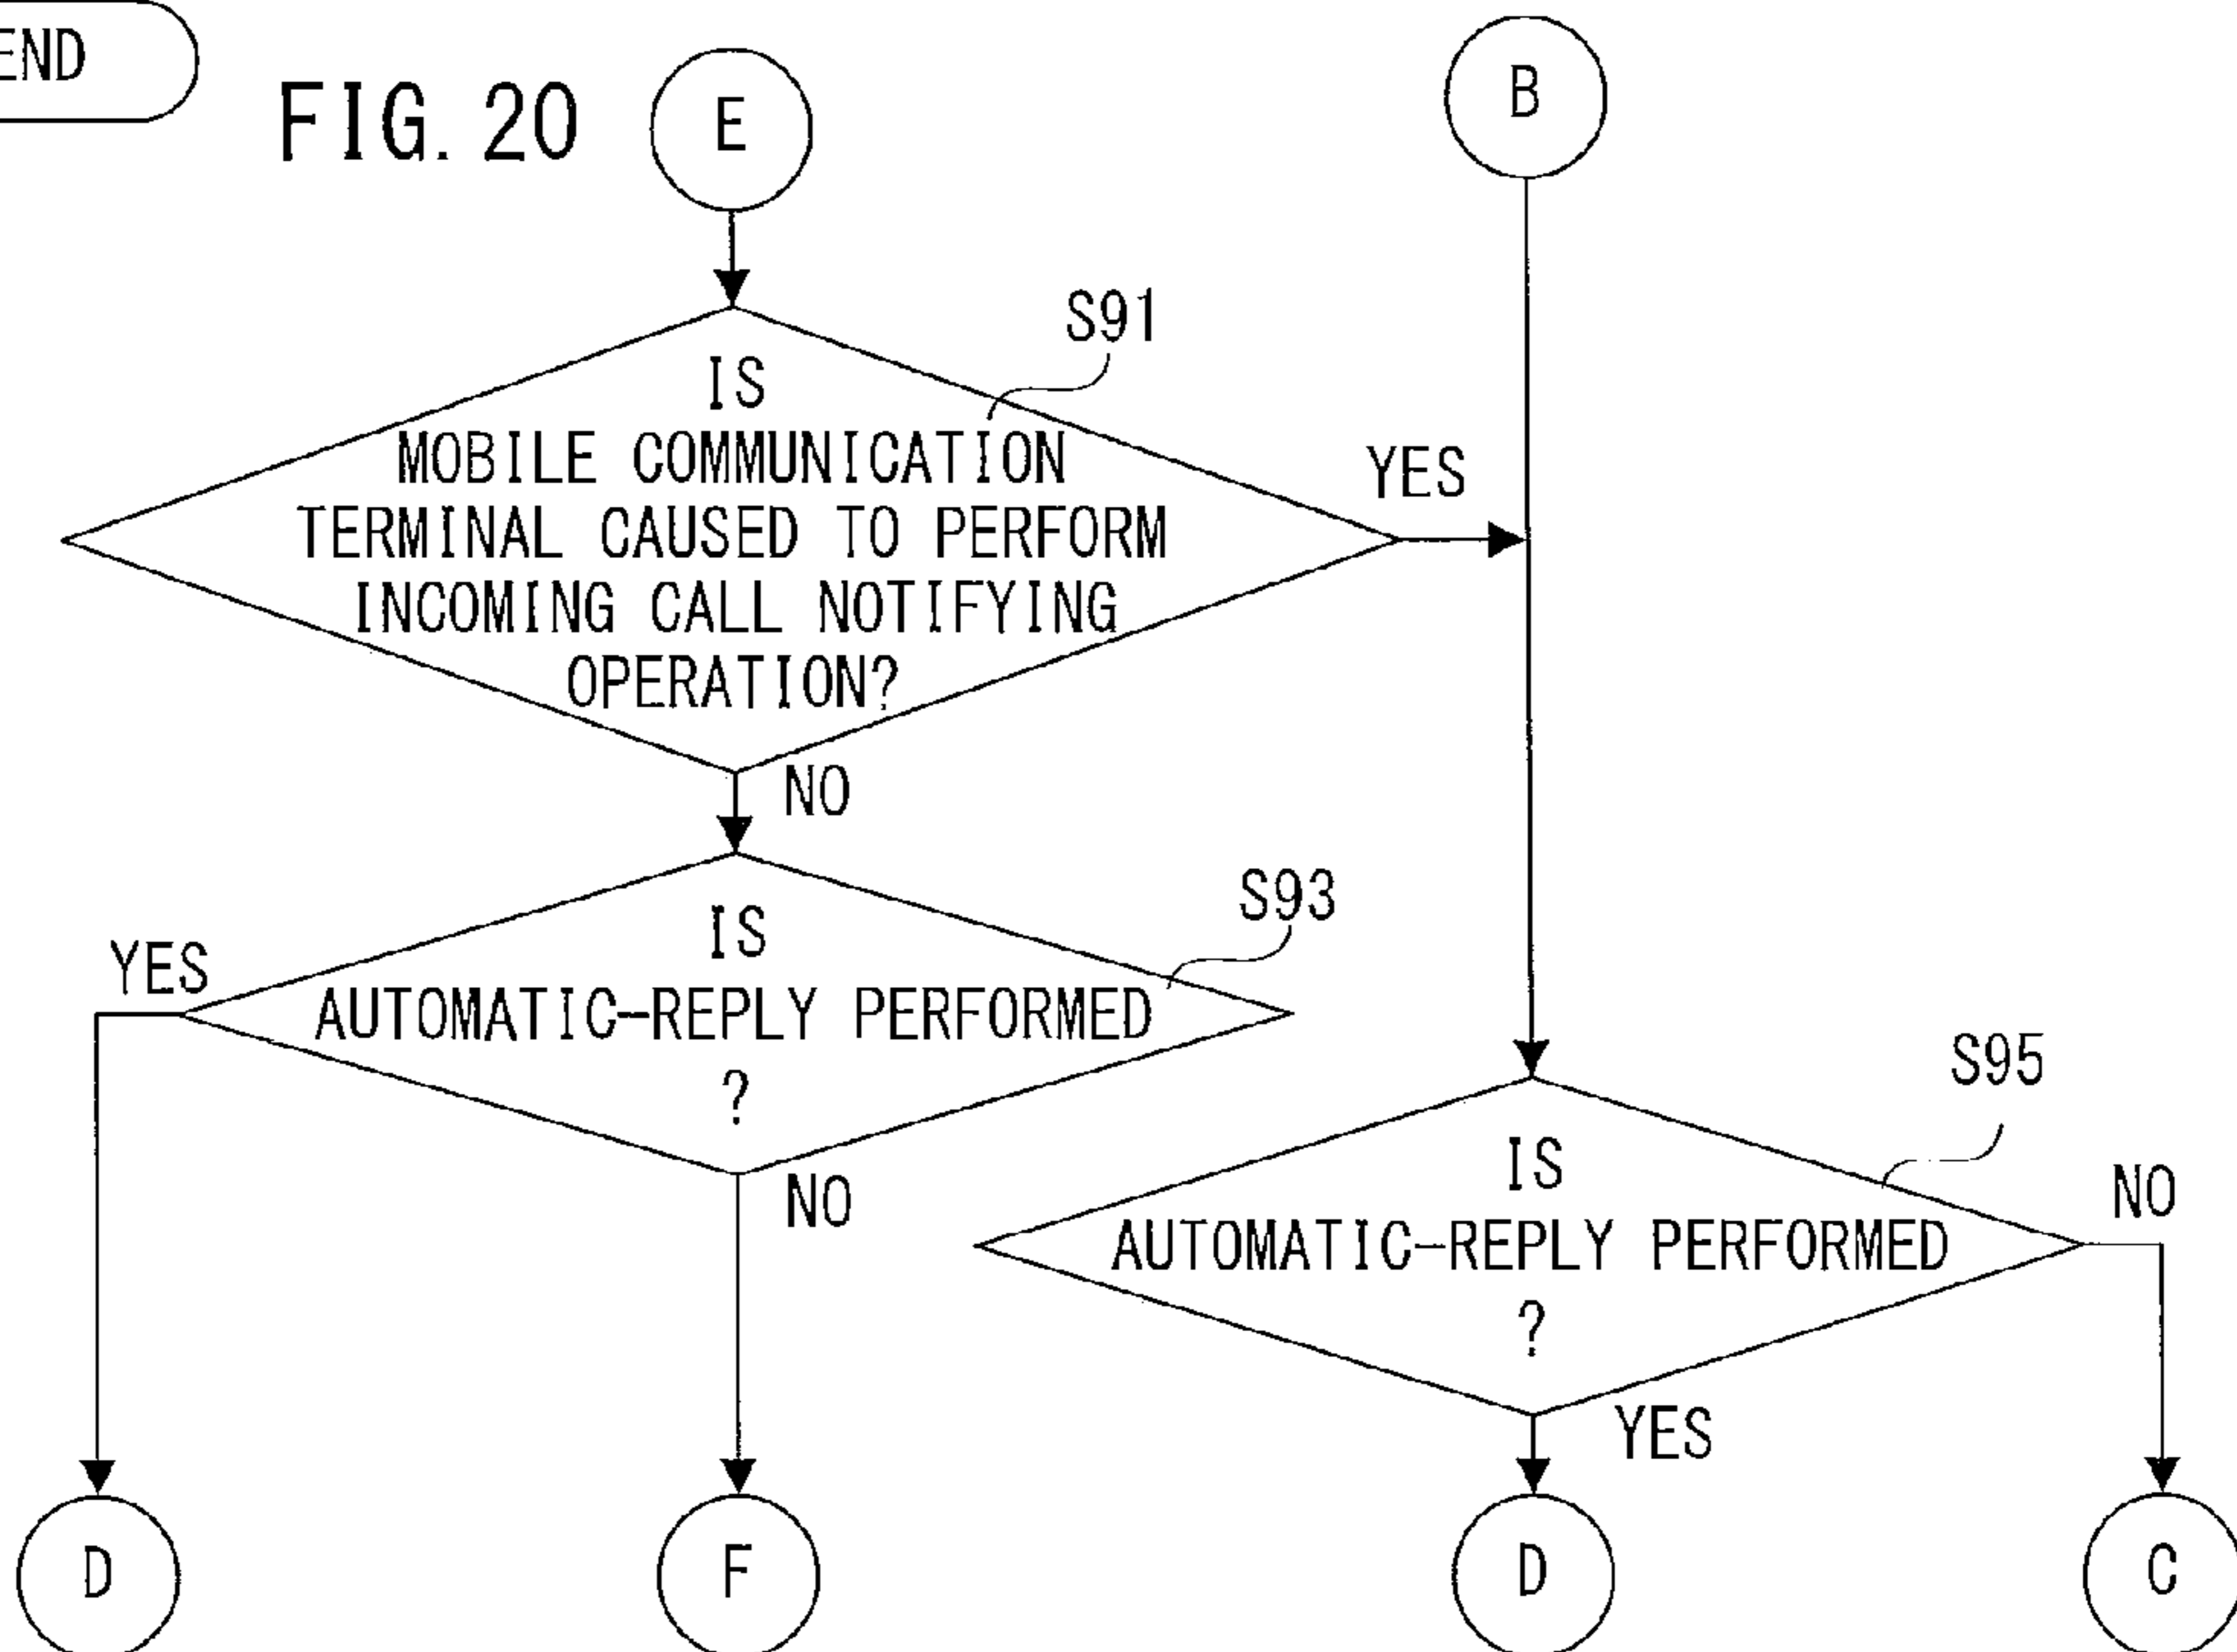 END
FIG. 20
E
B
S91
IS
MOBILE COMMUNICATION
TERMINAL CAUSED TO PERFORM
INCOMING CALL NOTIFYING
OPERATION?
YES
NO
S93
IS
AUTOMATIC-REPLY PERFORMED
?
YES
NO
S95
IS
AUTOMATIC-REPLY PERFORMED
?
NO
YES
D
F
D
C